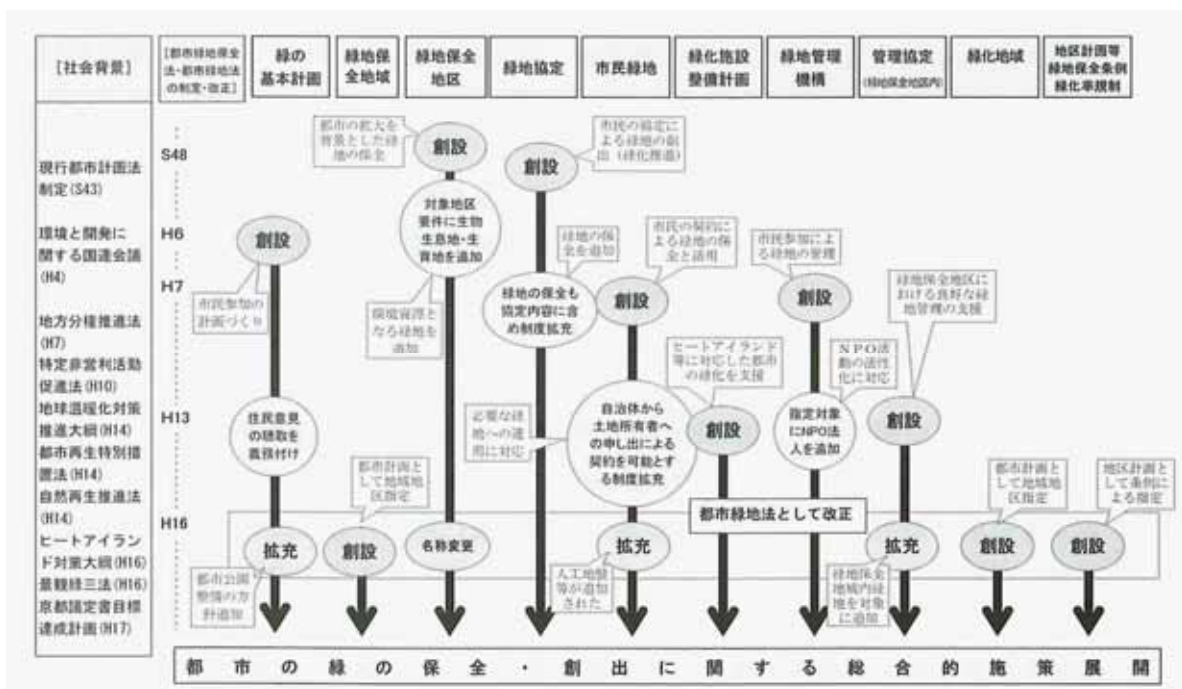 [社会背景]
[都市緑地保全
法・都市緑地法
の制定・改正]
緑の
基本計画
緑地保
全地域
緑地保全
地区
緑地協定
市民緑地
緑化施設
整備計画
緑地管理
機構
管理協定
(緑地保全地区内)
緑化地域
地区計画等
緑地保全条例
緑化率規制
現行都市計画法
制定(S43)
環境と開発に
関する国連会議
(H4)
地方分権推進法
(H7)
特定非営利活動
促進法(H10)
地球温暖化対策
推進大綱(H14)
都市再生特別措
置法(H14)
自然再生推進法
(H14)
ヒートアイラン
ド対策大綱(H16)
景観緑三法(H16)
京都議定書目標
達成計画(H17)
S48
H6
H7
H13
H16
創設
市民参加の
計画づくり
住民意見
の聴取を
義務付け
拡充
都市公園
整備の方
針追加
都市計画と
して地域地
区指定
創設
都市の拡大を
背景とした緑
地の保全
創設
対象地区
要件に生物
生息地・生
育地を追加
環境資源と
なる緑地を
追加
名称変更
創設
市民の協定に
よる緑地の創
出(緑化推進)
緑地の保
全を追加
緑地の保全も
協定内容に含
め制度拡充
市民の契約に
よる緑地の保
全と活用
創設
必要な緑
地への運
用に対応
自治体から
土地所有者へ
の申し出による
契約を可能とす
る制度拡充
拡充
人工地盤
等が追加
された
ヒートアイランド
等に対応した都市
の緑化を支援
創設
市民参加によ
る緑地の管理
創設
NPO活
動の活性
化に対応
指定対象
にNPO法
人を追加
緑地保全地区に
おける良好な緑
地管理の支援
創設
都市緑地法として改正
拡充
緑地保全
地域内緑
地を対象
に追加
都市計画と
して地域地
区指定
創設
地区計画と
して条例に
よる指定
創設
都市の緑の保全・創出に関する総合的施策展開